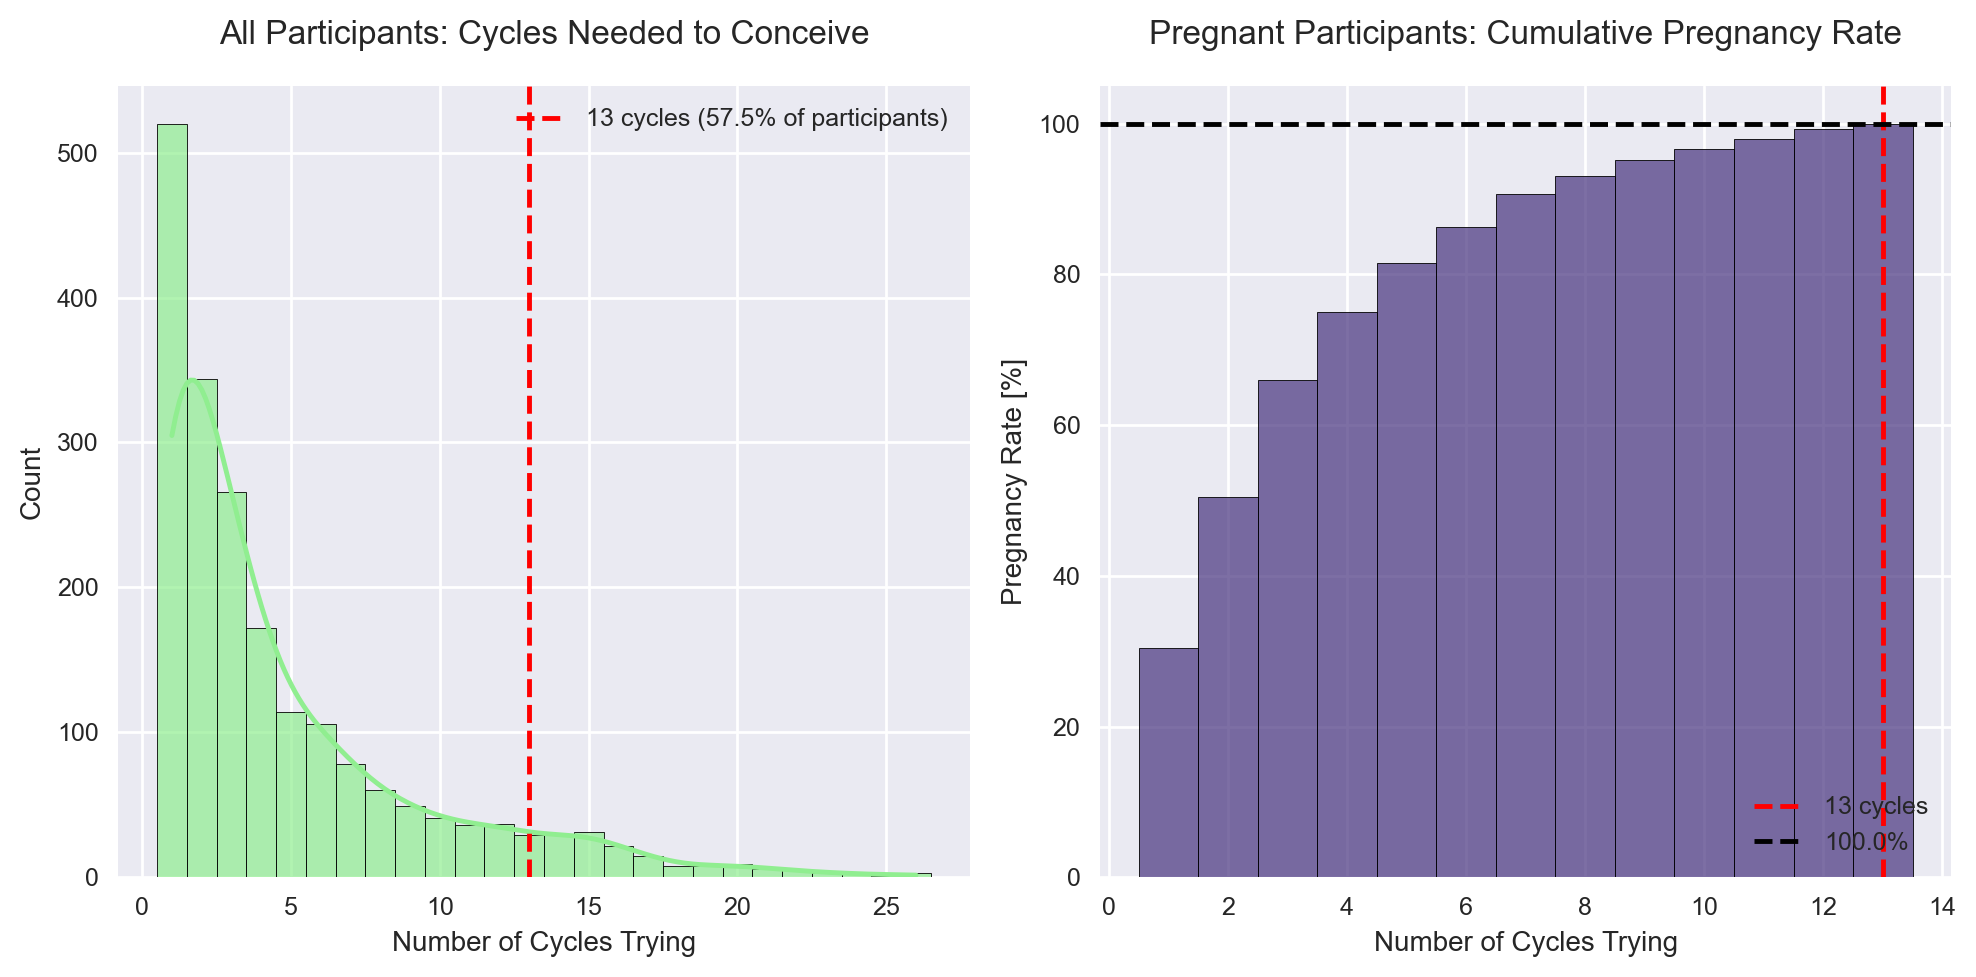 All Participants: Cycles Needed to Conceive
13 cycles (57.5% of participants)
500
400
300
200
100
0
Count
0 5 10 15 20 25
Number of Cycles Trying
Pregnant Participants: Cumulative Pregnancy Rate
100
80
60
40
20
0
Pregnancy Rate [%]
13 cycles
100.0%
0 2 4 6 8 10 12 14
Number of Cycles Trying